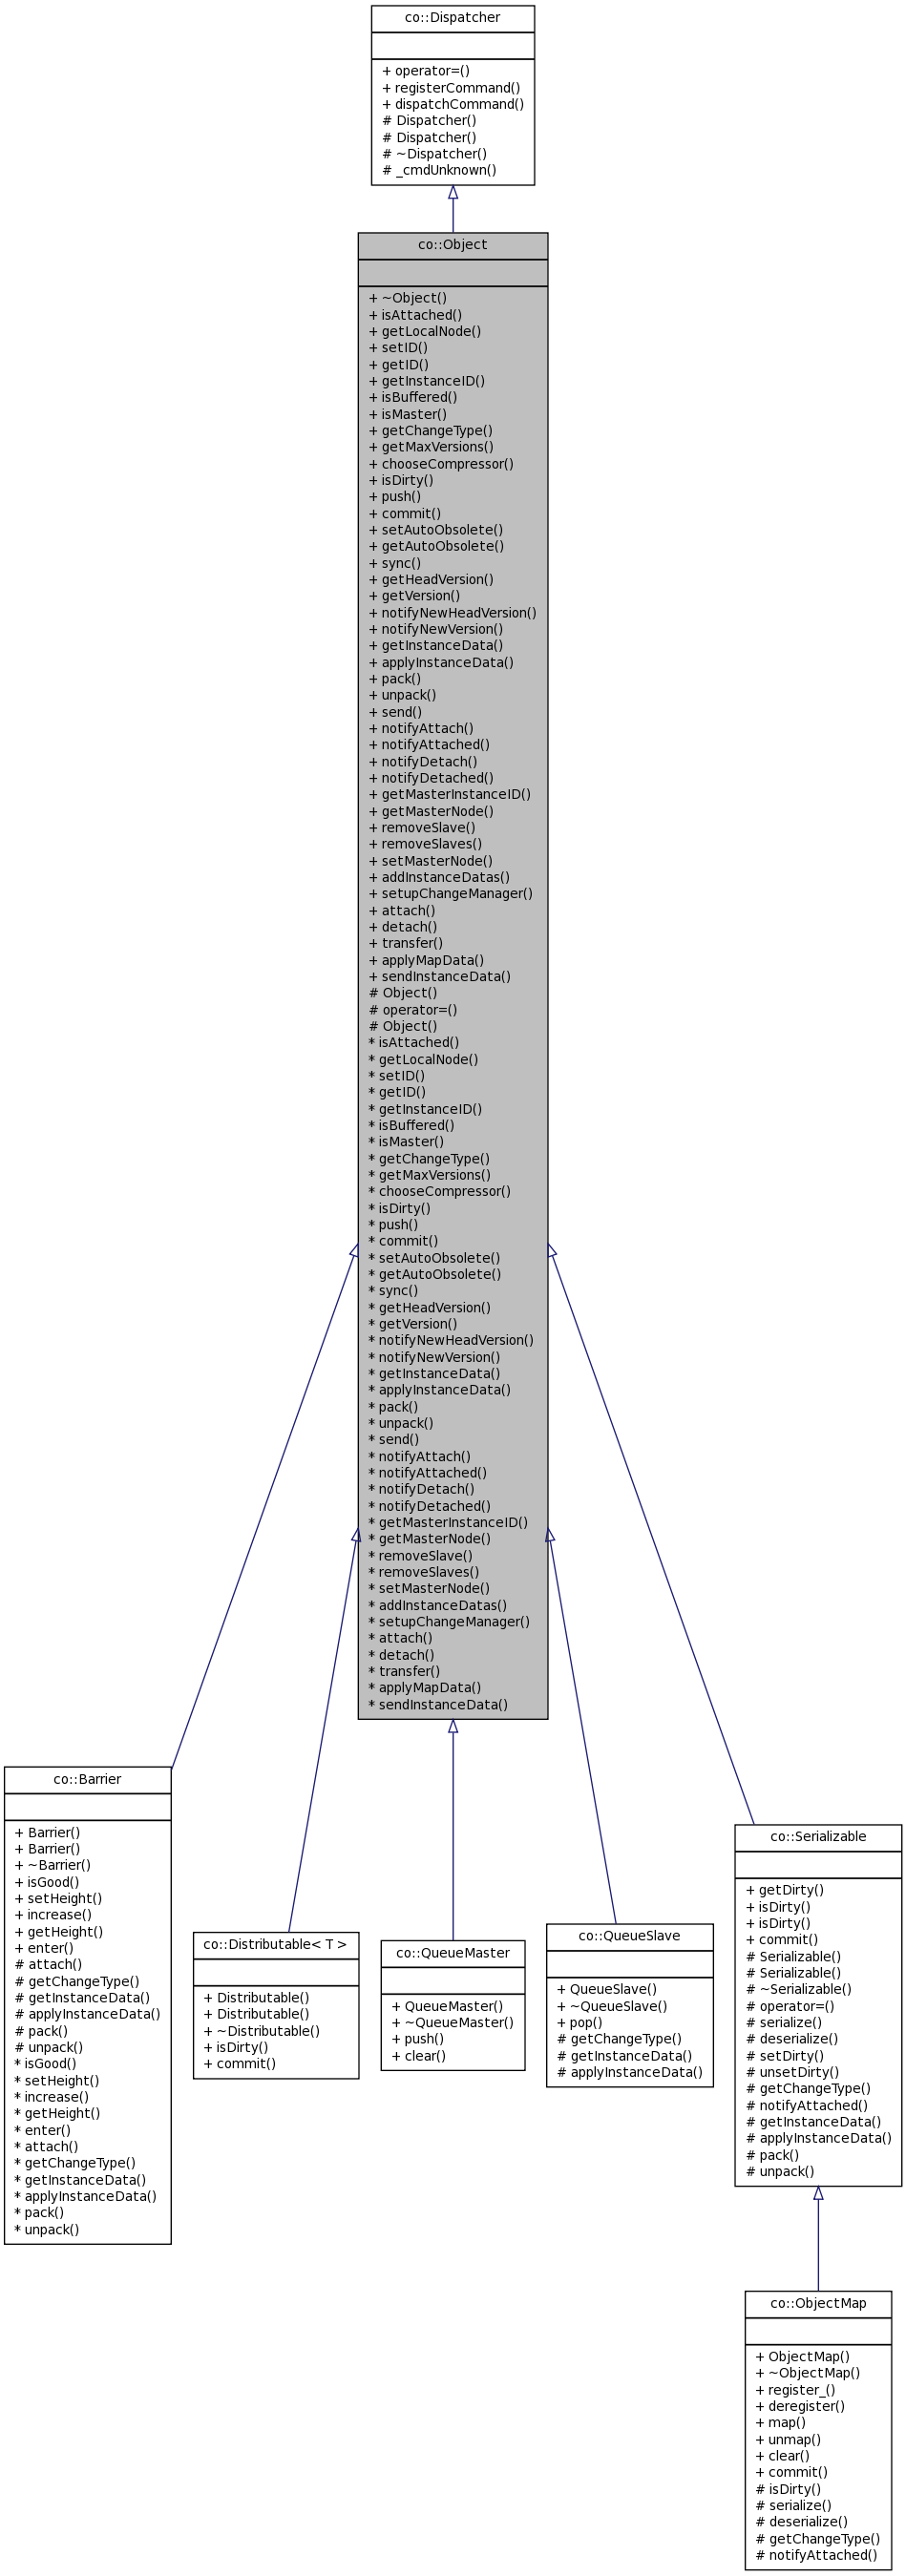 co::Dispatcher
+ operator=()
+ registerCommand()
+ dispatchCommand()
# Dispatcher()
# Dispatcher()
# ~Dispatcher()
# _cmdUnknown()
co::Object
+ ~Object()
+ isAttached()
+ getLocalNode()
+ setID()
+ getID()
+ getInstanceID()
+ isBuffered()
+ isMaster()
+ getChangeType()
+ getMaxVersions()
+ chooseCompressor()
+ isDirty()
+ push()
+ commit()
+ setAutoObsolete()
+ getAutoObsolete()
+ sync()
+ getHeadVersion()
+ getVersion()
+ notifyNewHeadVersion()
+ notifyNewVersion()
+ getInstanceData()
+ applyInstanceData()
+ pack()
+ unpack()
+ send()
+ notifyAttach()
+ notifyAttached()
+ notifyDetach()
+ notifyDetached()
+ getMasterInstanceID()
+ getMasterNode()
+ removeSlave()
+ removeSlaves()
+ setMasterNode()
+ addInstanceDatas()
+ setupChangeManager()
+ attach()
+ detach()
+ transfer()
+ applyMapData()
+ sendInstanceData()
# Object()
# operator=()
# Object()
* isAttached()
* getLocalNode()
* setID()
* getID()
* getInstanceID()
* isBuffered()
* isMaster()
* getChangeType()
* getMaxVersions()
* chooseCompressor()
* isDirty()
* push()
* commit()
* setAutoObsolete()
* getAutoObsolete()
* sync()
* getHeadVersion()
* getVersion()
* notifyNewHeadVersion()
* notifyNewVersion()
* getInstanceData()
* applyInstanceData()
* pack()
* unpack()
* send()
* notifyAttach()
* notifyAttached()
* notifyDetach()
* notifyDetached()
* getMasterInstanceID()
* getMasterNode()
* removeSlave()
* removeSlaves()
* setMasterNode()
* addInstanceDatas()
* setupChangeManager()
* attach()
* detach()
* transfer()
* applyMapData()
* sendInstanceData()
co::Barrier
+ Barrier()
+ Barrier()
+ ~Barrier()
+ isGood()
+ setHeight()
+ increase()
+ getHeight()
+ enter()
# attach()
# getChangeType()
# getInstanceData()
# applyInstanceData()
# pack()
# unpack()
* isGood()
* setHeight()
* increase()
* getHeight()
* enter()
* attach()
* getChangeType()
* getInstanceData()
* applyInstanceData()
* pack()
* unpack()
co::Distributable< T >
+ Distributable()
+ Distributable()
+ ~Distributable()
+ isDirty()
+ commit()
co::QueueMaster
+ QueueMaster()
+ ~QueueMaster()
+ push()
+ clear()
co::QueueSlave
+ QueueSlave()
+ ~QueueSlave()
+ pop()
# getChangeType()
# getInstanceData()
# applyInstanceData()
co::Serializable
+ getDirty()
+ isDirty()
+ isDirty()
+ commit()
# Serializable()
# Serializable()
# ~Serializable()
# operator=()
# serialize()
# deserialize()
# setDirty()
# unsetDirty()
# getChangeType()
# notifyAttached()
# getInstanceData()
# applyInstanceData()
# pack()
# unpack()
co::ObjectMap
+ ObjectMap()
+ ~ObjectMap()
+ register_()
+ deregister()
+ map()
+ unmap()
+ clear()
+ commit()
# isDirty()
# serialize()
# deserialize()
# getChangeType()
# notifyAttached()